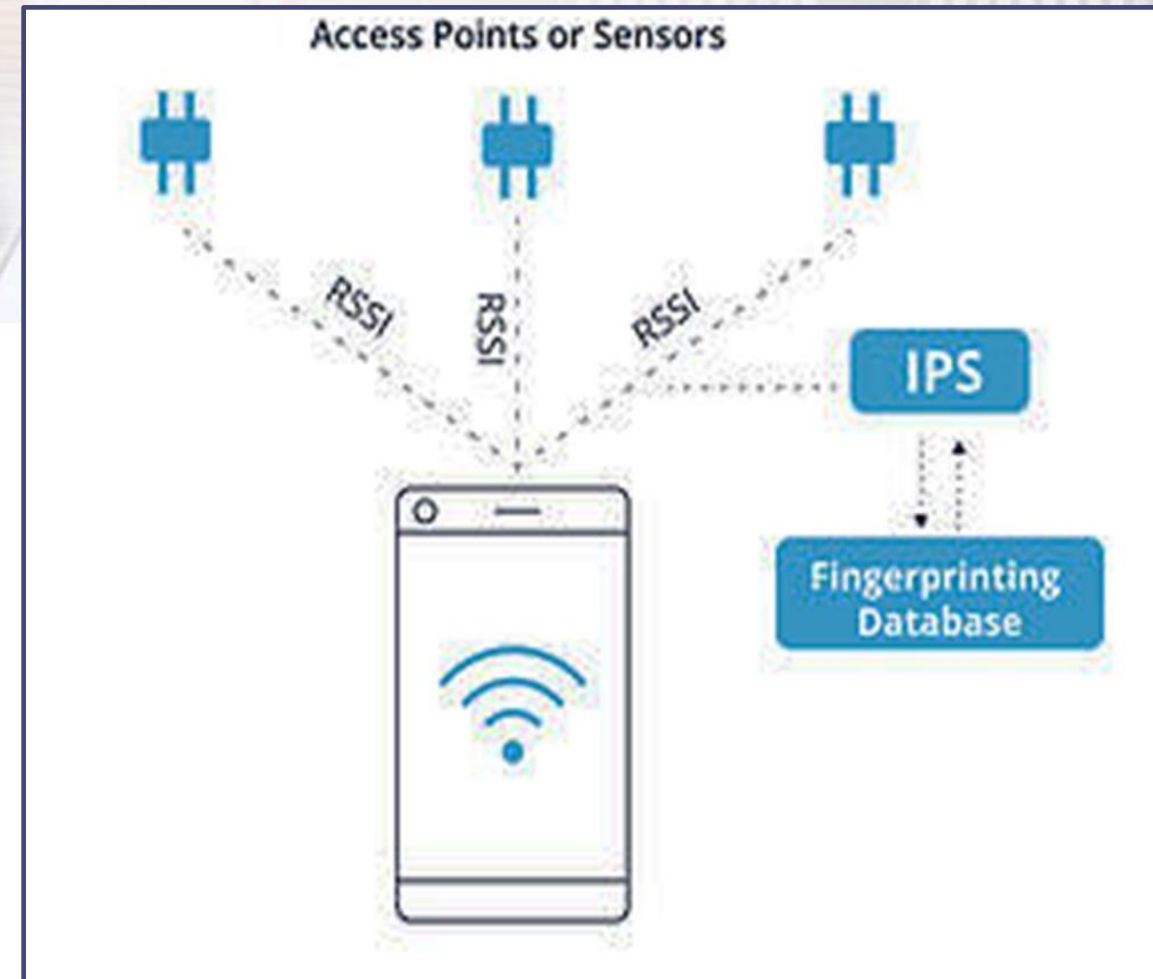 Access Points or Sensors
RSSI
RSSI
RSSI
IPS
Fingerprinting
Database